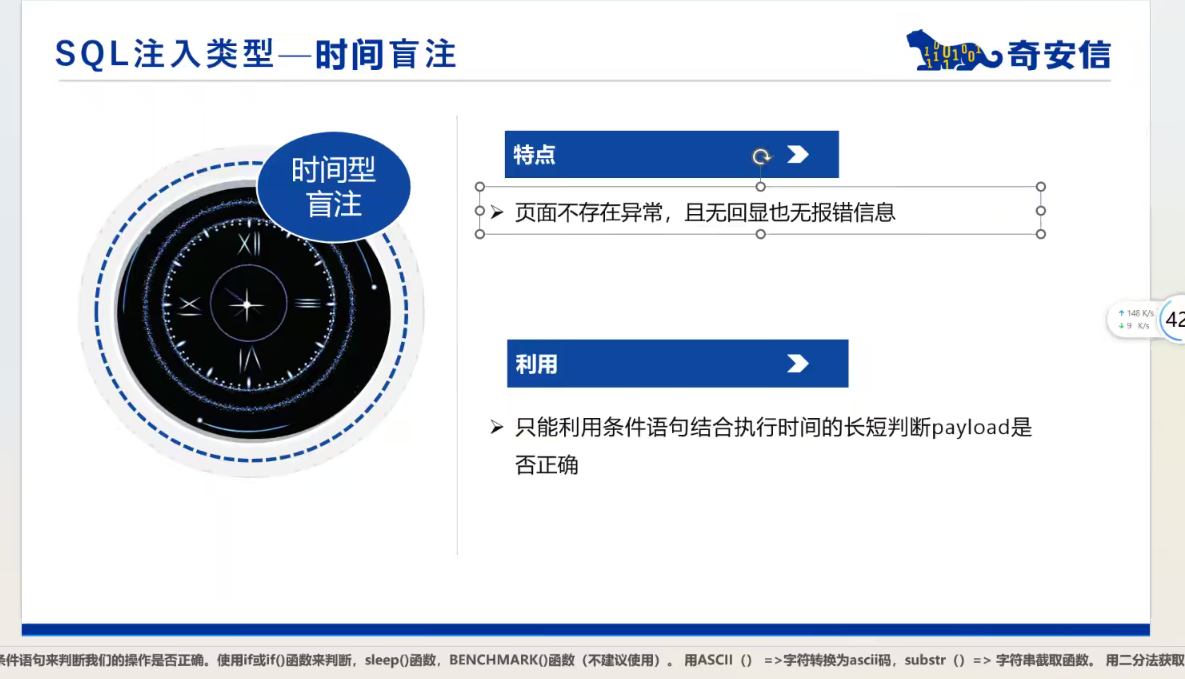 SQL注入类型—时间盲注
奇安信
时间型
盲注
特点
页面不存在异常，且无回显也无报错信息
利用
只能利用条件语句结合执行时间的长短判断payload是
否正确
148 K/s
9 K/s
42
条件语句来判断我们的操作是否正确。使用if或if()函数来判断，sleep()函数，BENCHMARK()函数（不建议使用）。 用ASCII（） =>字符转换为ascii码，substr（）=> 字符串截取函数。 用二分法获取